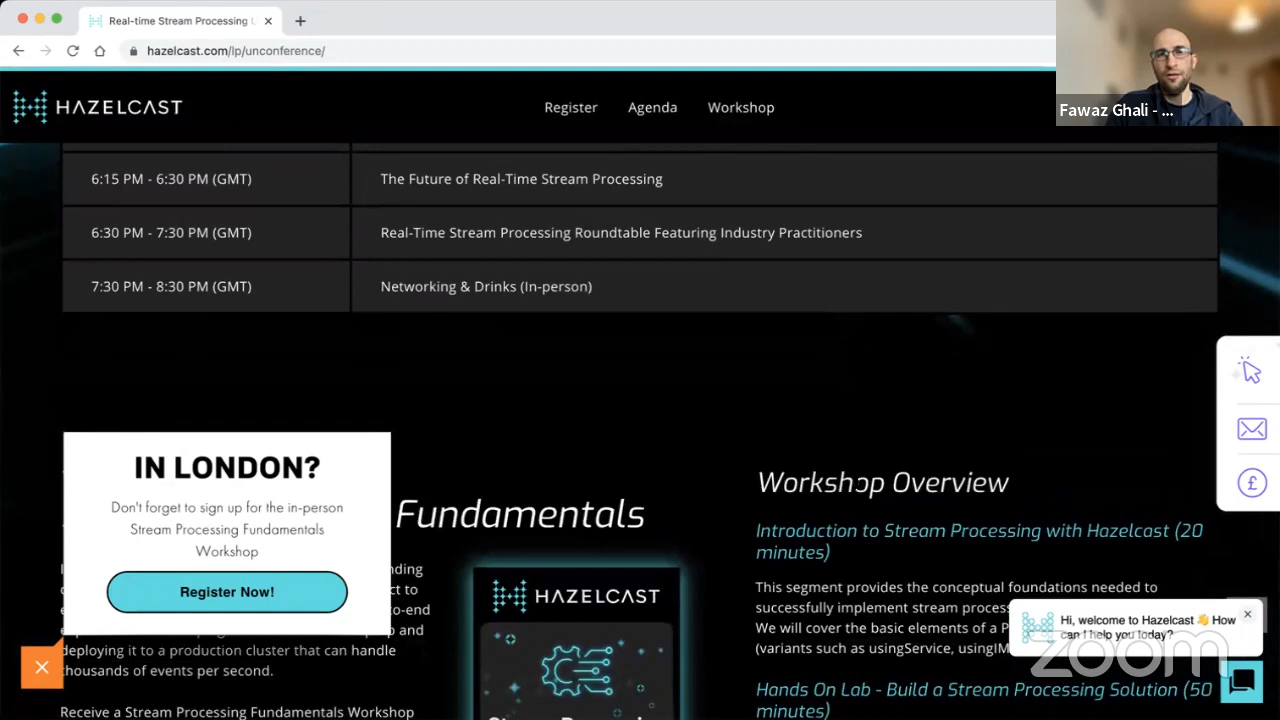 Real-time Stream Processing
hazelcast.com/lp/unconference/
HAZELCAST
Register
Agenda
Workshop
Fawaz Ghali - ...
6:15 PM - 6:30 PM (GMT)
The Future of Real-Time Stream Processing
6:30 PM - 7:30 PM (GMT)
Real-Time Stream Processing Roundtable Featuring Industry Practitioners
7:30 PM - 8:30 PM (GMT)
Networking & Drinks (In-person)
IN LONDON?
Don't forget to sign up for the in-person
Stream Processing Fundamentals
Workshop
Register Now!
Fundamentals
deploying it to a production cluster that can handle
thousands of events per second.
Receive a Stream Processing Fundamentals Workshop
HAZELCAST
Workshop Overview
Introduction to Stream Processing with Hazelcast (20
minutes)
This segment provides the conceptual foundations needed to
successfully implement stream
We will cover the basic elements of a
(variants such as usingService,
Hands On Lab - Build a Stream Processing Solution (50
minutes)
Hi, welcome to Hazelcast 👋 How
can I help you today?
zoom